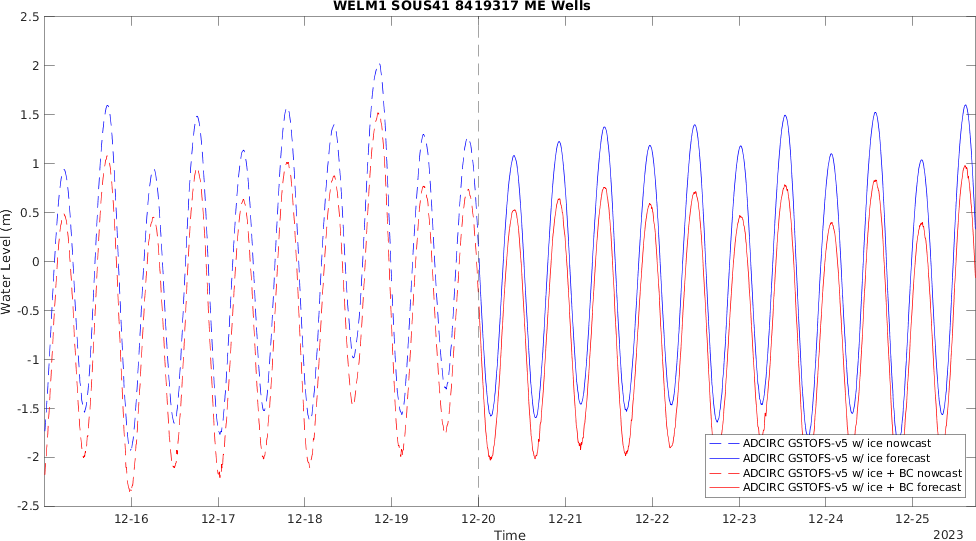 WELM1 SOUS41 8419317 ME Wells
2.5
2
1.5
1
0.5
0
-0.5
-1
-1.5
-2
-2.5
Water Level (m)
ADCIRC GSTOFS-v5 w/ ice nowcast
ADCIRC GSTOFS-v5 w/ ice forecast
ADCIRC GSTOFS-v5 w/ ice + BC nowcast
ADCIRC GSTOFS-v5 w/ ice + BC forecast
12-16 12-17 12-18 12-19 12-20 12-21 12-22 12-23 12-24 12-25
Time
2023